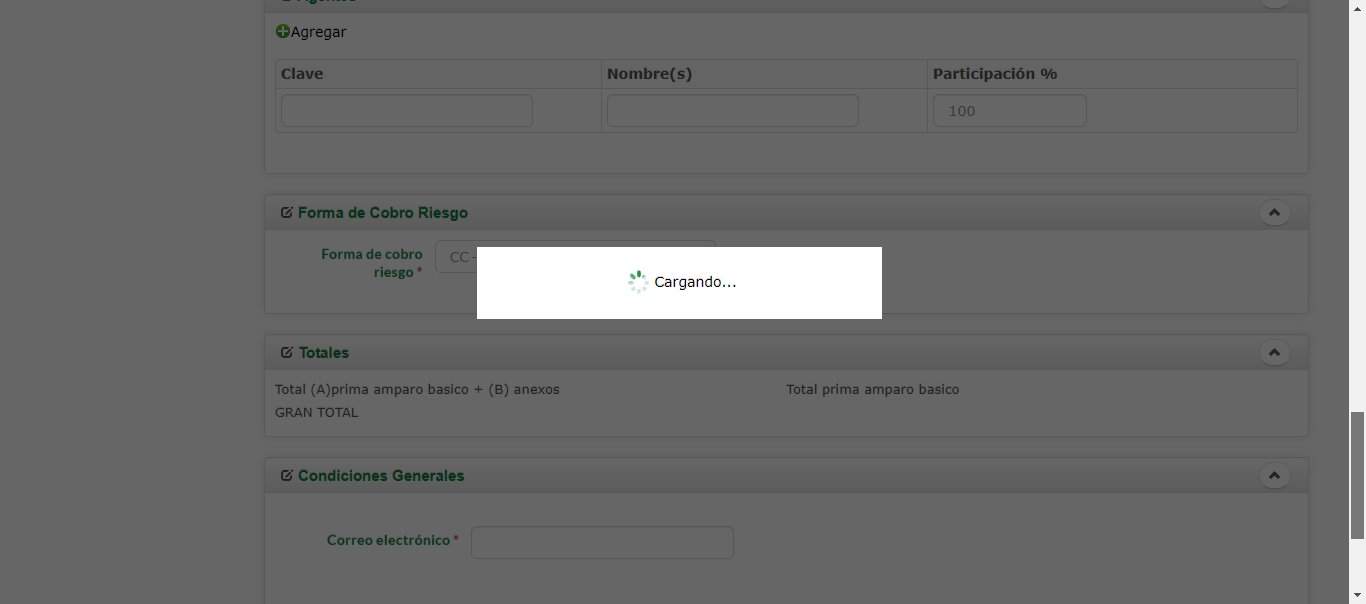 Agentes
Agregar
Clave Nombre(s) Participación %
100
Forma de Cobro Riesgo
Forma de cobro
riesgo *
CC -
Cargando...
Totales
Total (A)prima amparo basico + (B) anexos Total prima amparo basico
GRAN TOTAL
Condiciones Generales
Correo electrónico *